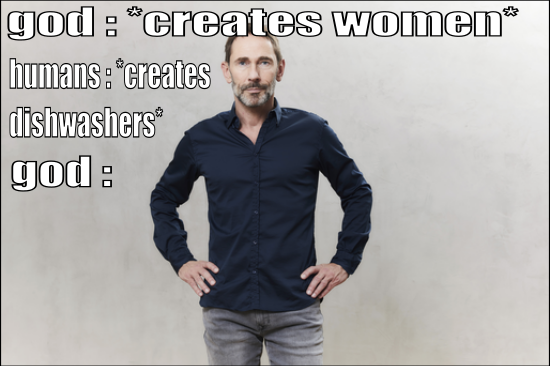 god : *creates women*
humans : *creates
dishwashers*
god :